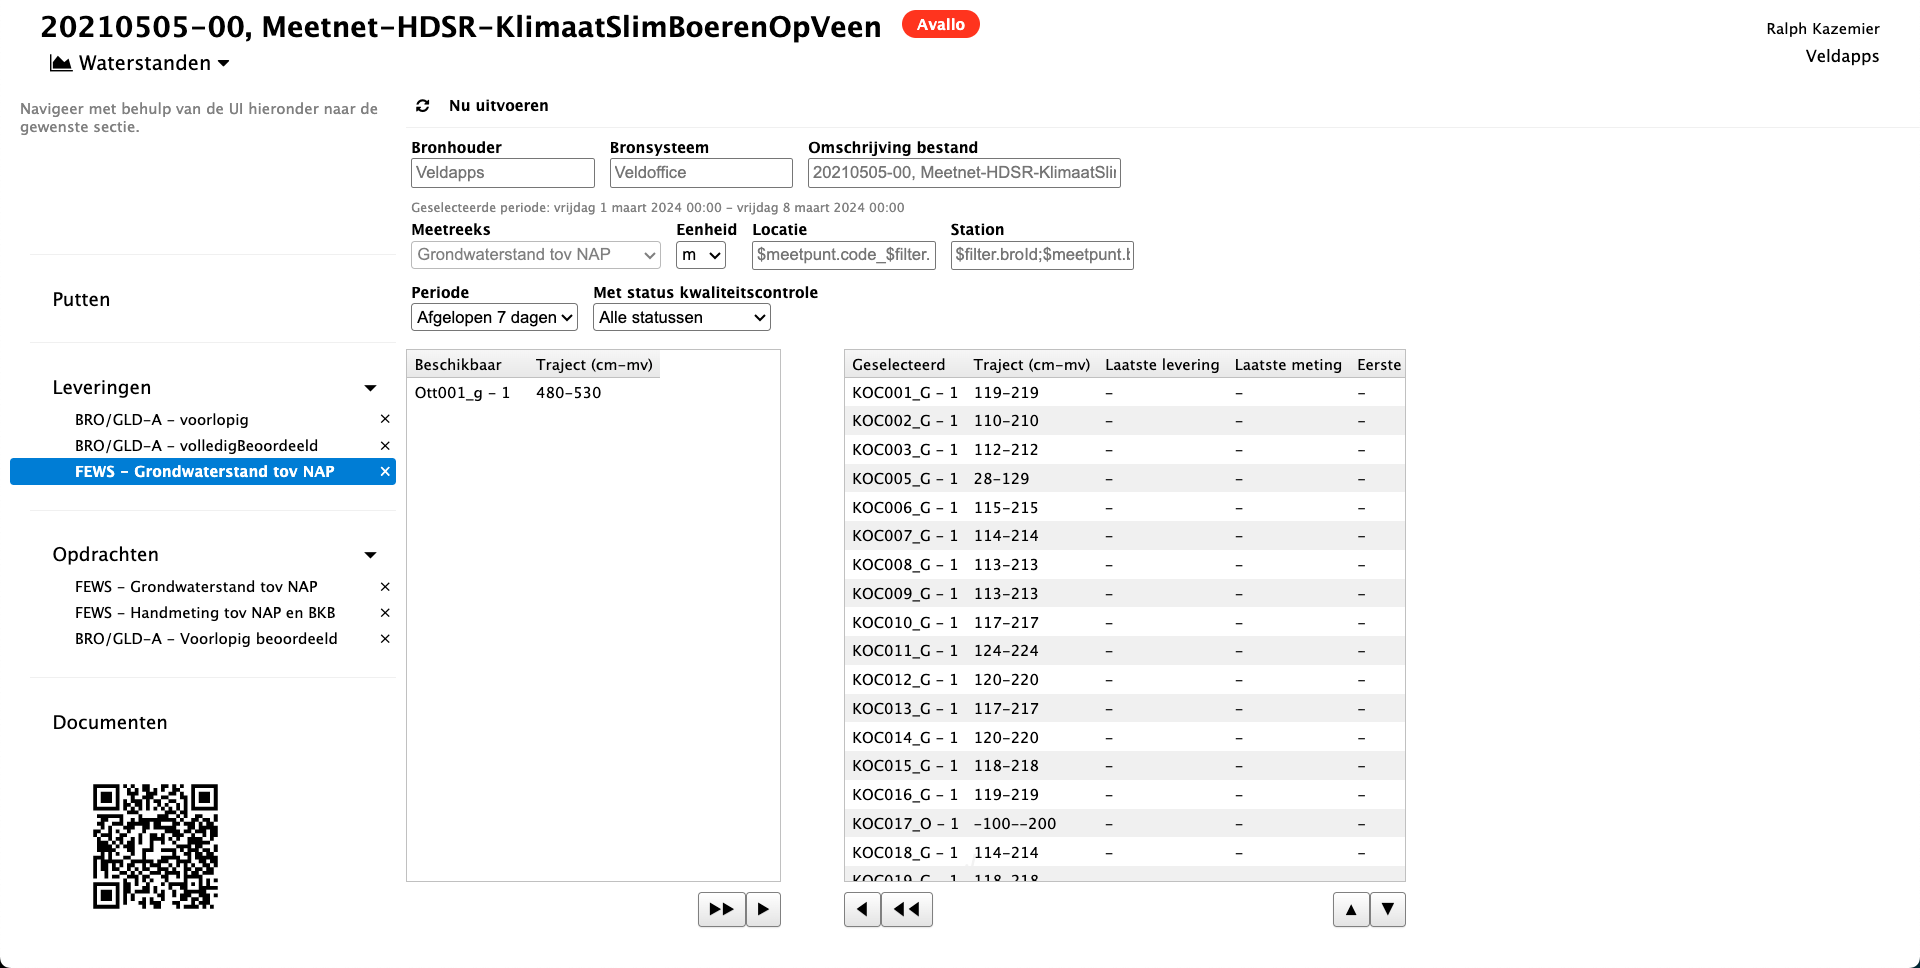 20210505-00, Meetnet-HDSR-KlimaatSlimBoerenOpVeen Avallo
Ralph Kazemier
Waterstanden
Veldapps
Navigeer met behulp van de UI hieronder naar de
gewenste sectie.
Putten
Leveringen
BRO/GLD-A - voorlopig
BRO/GLD-A - volledigBeoordeeld
FEWS - Grondwaterstand tov NAP
Opdrachten
FEWS - Grondwaterstand tov NAP
FEWS - Handmeting tov NAP en BKB
BRO/GLD-A - Voorlopig beoordeeld
Documenten
Nu uitvoeren
Bronhouder Bronsysteem Omschrijving bestand
Veldapps Veldoffice 20210505-00, Meetnet-HDSR-KlimaatSli
Geselecteerde periode: vrijdag 1 maart 2024 00:00 - vrijdag 8 maart 2024 00:00
Meetreeks Eenheid Locatie Station
Grondwaterstand tov NAP m $meetpunt.code_$filter. $filter.broId;$meetpunt.b
Periode Met status kwaliteitscontrole
Afgelopen 7 dagen Alle statussen
Beschikbaar Traject (cm-mv)
Ott001_g - 1 480-530
Geselecteerd Traject (cm-mv) Laatste levering Laatste meting Eerste
KOC001_G - 1 119-219 - - -
KOC002_G - 1 110-210 - - -
KOC003_G - 1 112-212 - - -
KOC005_G - 1 28-129 - - -
KOC006_G - 1 115-215 - - -
KOC007_G - 1 114-214 - - -
KOC008_G - 1 113-213 - - -
KOC009_G - 1 113-213 - - -
KOC010_G - 1 117-217 - - -
KOC011_G - 1 124-224 - - -
KOC012_G - 1 120-220 - - -
KOC013_G - 1 117-217 - - -
KOC014_G - 1 120-220 - - -
KOC015_G - 1 118-218 - - -
KOC016_G - 1 119-219 - - -
KOC017_O - 1 -100--200 - - -
KOC018_G - 1 114-214 - - -
KOC019_G - 1 118-218